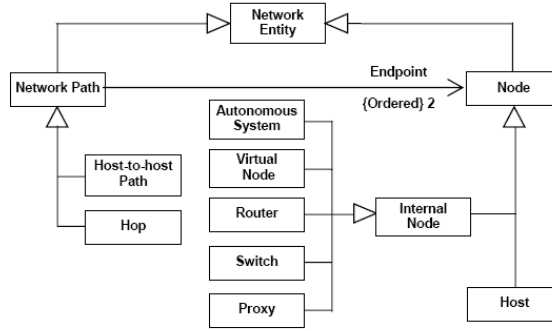 Network
Entity
Network Path
Endpoint
{Ordered} 2
Node
Autonomous
System
Host-to-host
Path
Virtual
Node
Hop
Router
Internal
Node
Switch
Proxy
Host